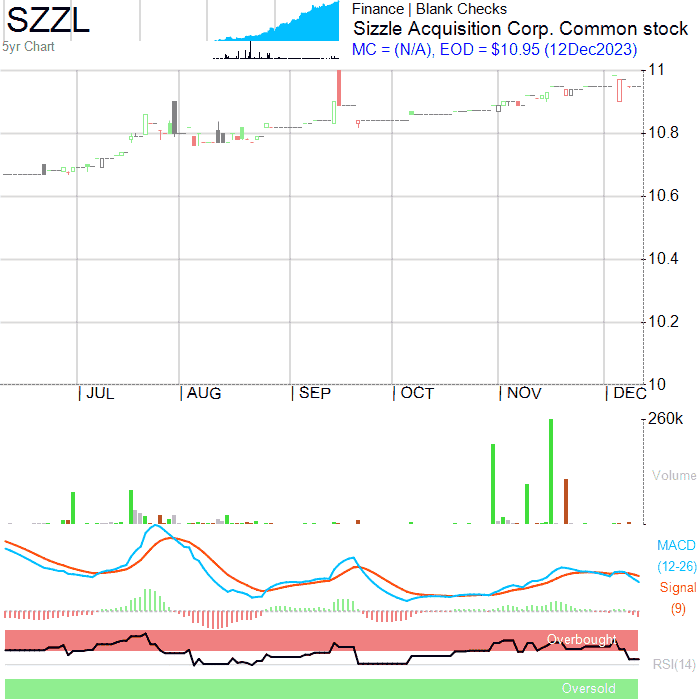 SZZL
5yr Chart
Finance | Blank Checks
Sizzle Acquisition Corp. Common stock
MC = (N/A), EOD = $10.95 (12Dec2023)
11
10.8
10.6
10.4
10.2
10
| JUL | AUG | SEP | OCT | NOV | DEC
260k
Volume
MACD
(12-26)
Signal
(9)
Overbought
RSI(14)
Oversold